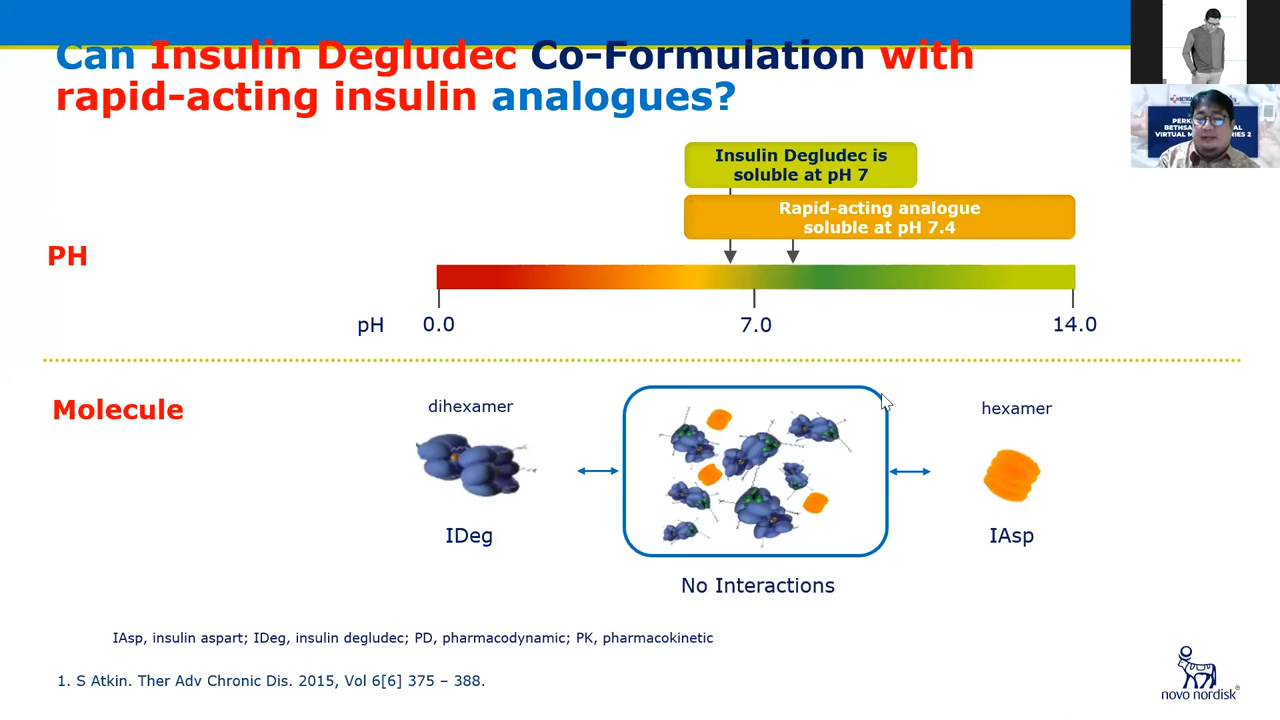 Can Insulin Degludec Co-Formulation with
rapid-acting insulin analogues?
Insulin Degludec is
soluble at pH 7
Rapid-acting analogue
soluble at pH 7.4
PH
pH 0.0 7.0 14.0
Molecule
dihexamer
hexamer
IDeg
IAsp
No Interactions
IAsp, insulin aspart; IDeg, insulin degludec; PD, pharmacodynamic; PK, pharmacokinetic
1. S Atkin. Ther Adv Chronic Dis. 2015, Vol 6[6] 375 – 388.
novo nordisk®